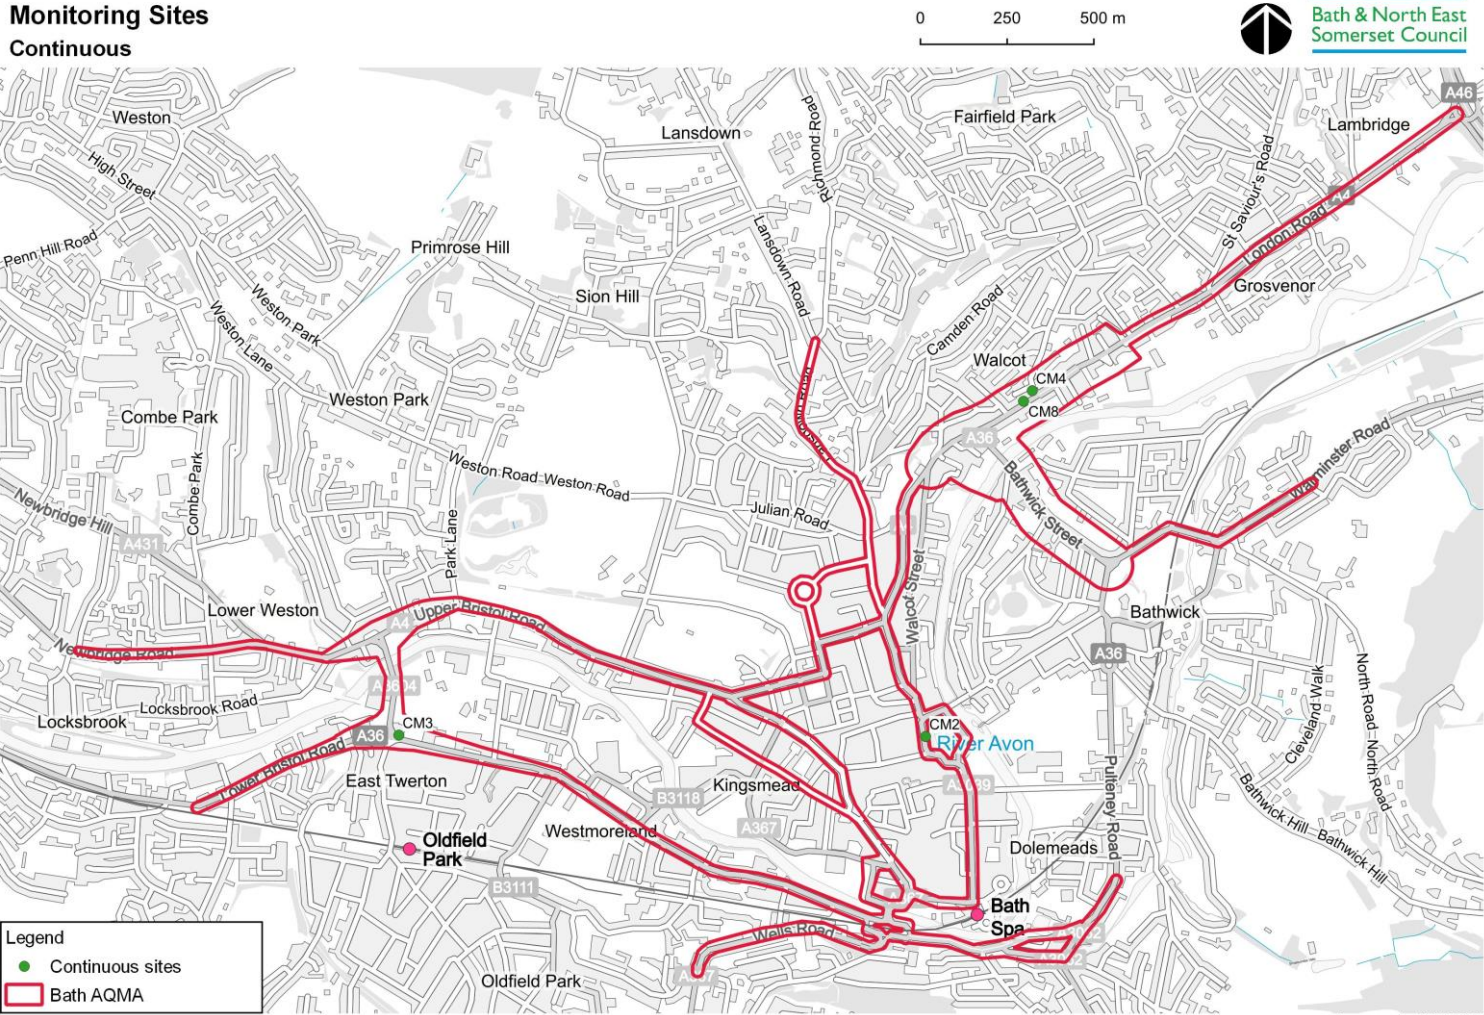 Monitoring Sites
Continuous
0 250 500 m
Bath & North East
Somerset Council
A46
Weston
Lansdown
Richmond Road
Fairfield Park
Lambridge
High Street
St Saviour's Road
A4
London Road
Penn Hill Road
Primrose Hill
Lansdown Road
Sion Hill
Grosvenor
Weston Park
Weston Lane
Camden Road
Walcot
CM4
CM8
Weston Park
Combe Park
Lansdown Road
A36
Warminster Road
Weston Road
Weston Road
Combe Park
Newbridge Hill
A431
Julian Road
Bathwick Street
A4
Park Lane
Walcot Street
Lower Weston
A4
Upper Bristol Road
Bathwick
Newbridge Road
A36
A3604
Locksbrook Road
Locksbrook
CM3
A36
CM2
River Avon
Cleveland Walk
North Road
North Road
Lower Bristol Road
East Twerton
Kingsmead
B3118
Pulteney Road
Bathwick Hill
Bathwick Hill
A367
Westmoreland
Oldfield
Park
Dolemeads
B3111
Bath
Spa
Wells Road
A367
Oldfield Park
Legend
Continuous sites
Bath AQMA